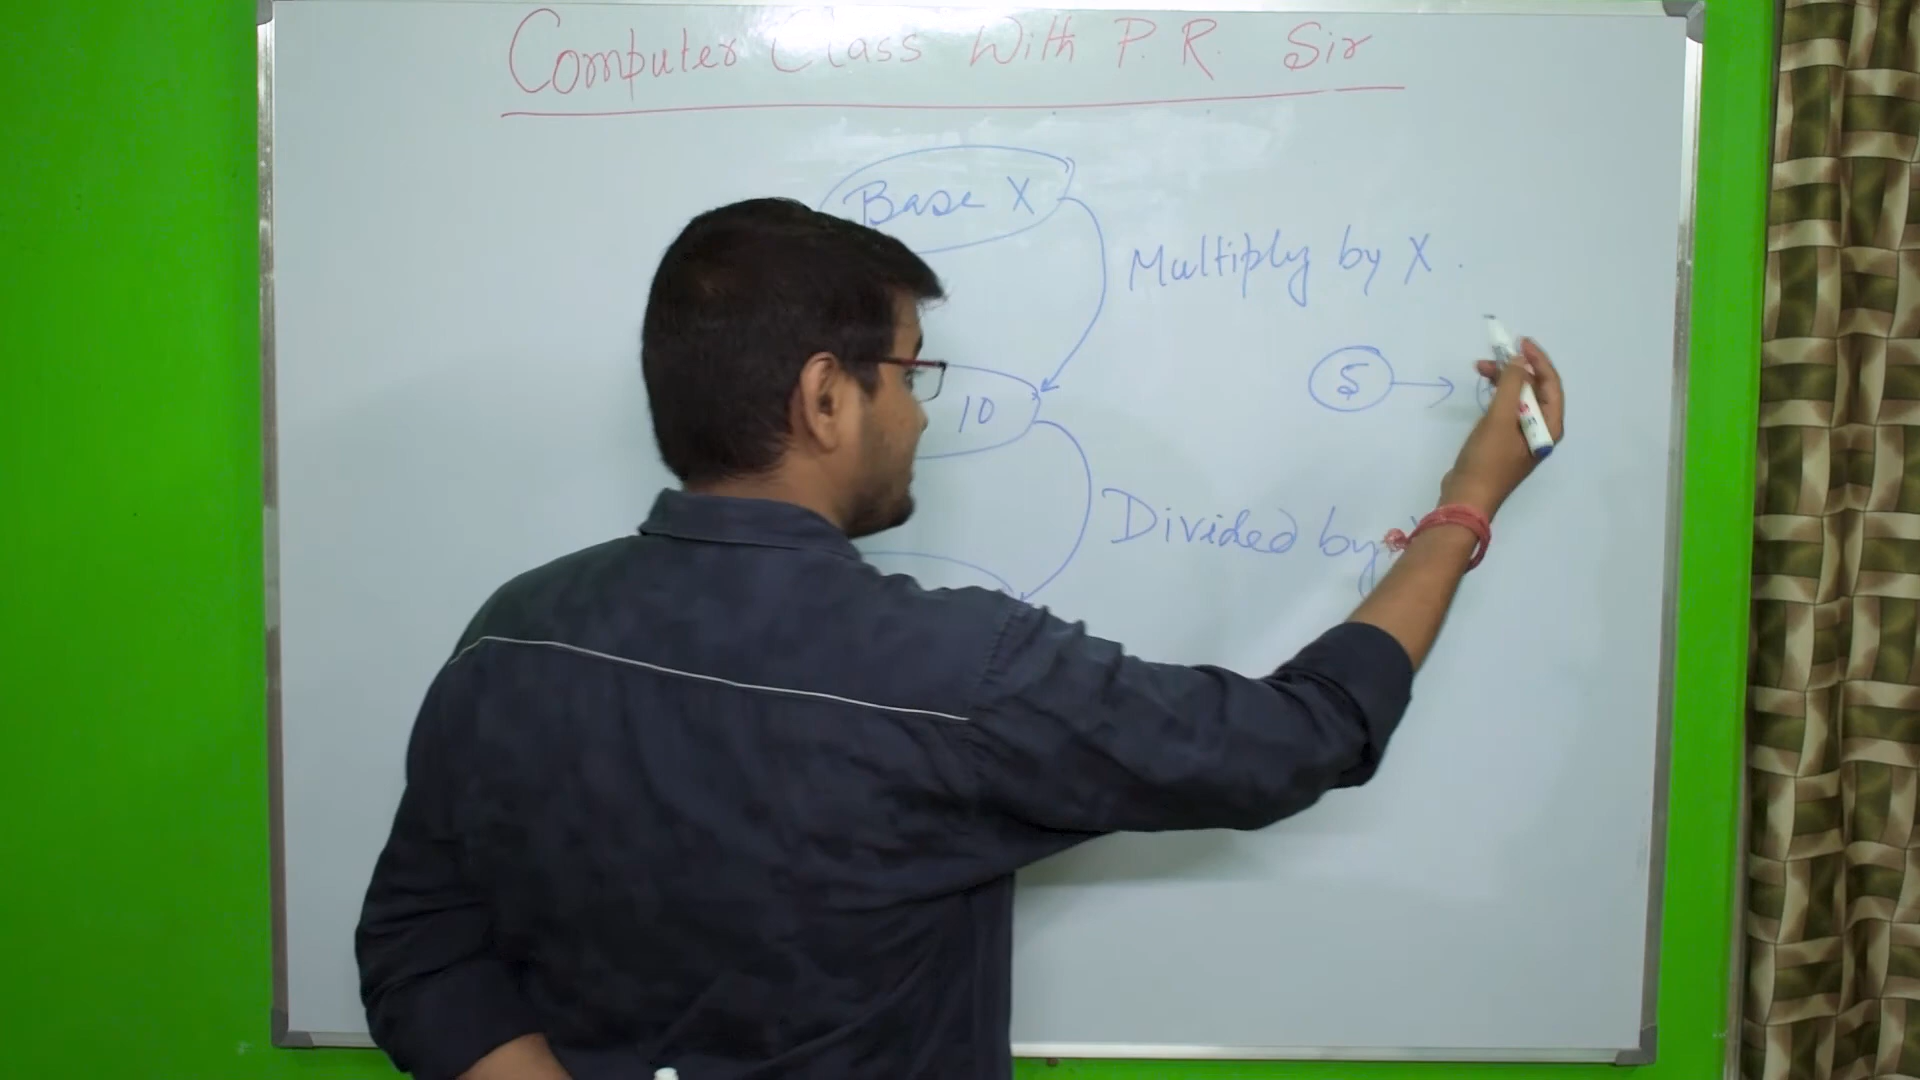 Computer Class With P. R. Sir
Base X
Multiply by X.
5
10
Divided by